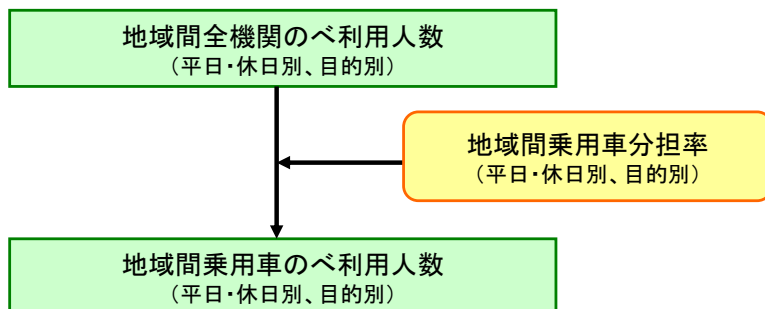 地域間全機関のべ利用人数
（平日・休日別、目的別）
地域間乗用車分担率
（平日・休日別、目的別）
地域間乗用車のべ利用人数
（平日・休日別、目的別）